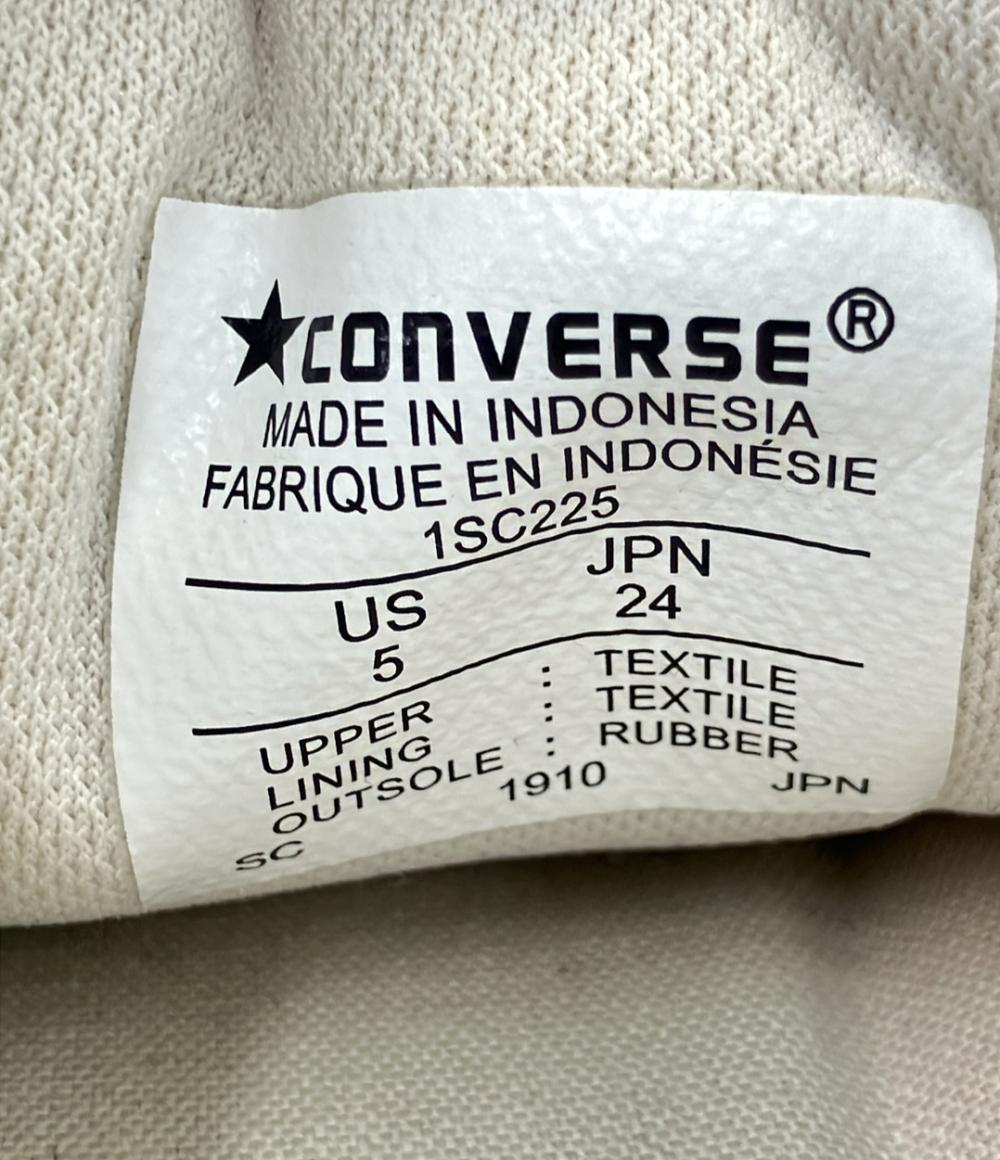 ★CONVERSE®
MADE IN INDONESIA
FABRIQUE EN INDONÉSIE
1SC225
US JPN
5 24
UPPER : TEXTILE
LINING : TEXTILE
OUTSOLE : RUBBER
SC 1910 JPN